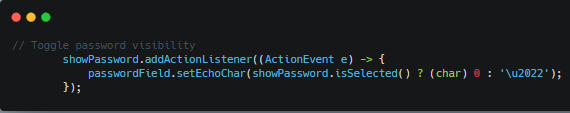 // Toggle password visibility
showPassword.addActionListener((ActionEvent e) -> {
passwordField.setEchoChar(showPassword.isSelected() ? (char) 0 : '\u2022');
});